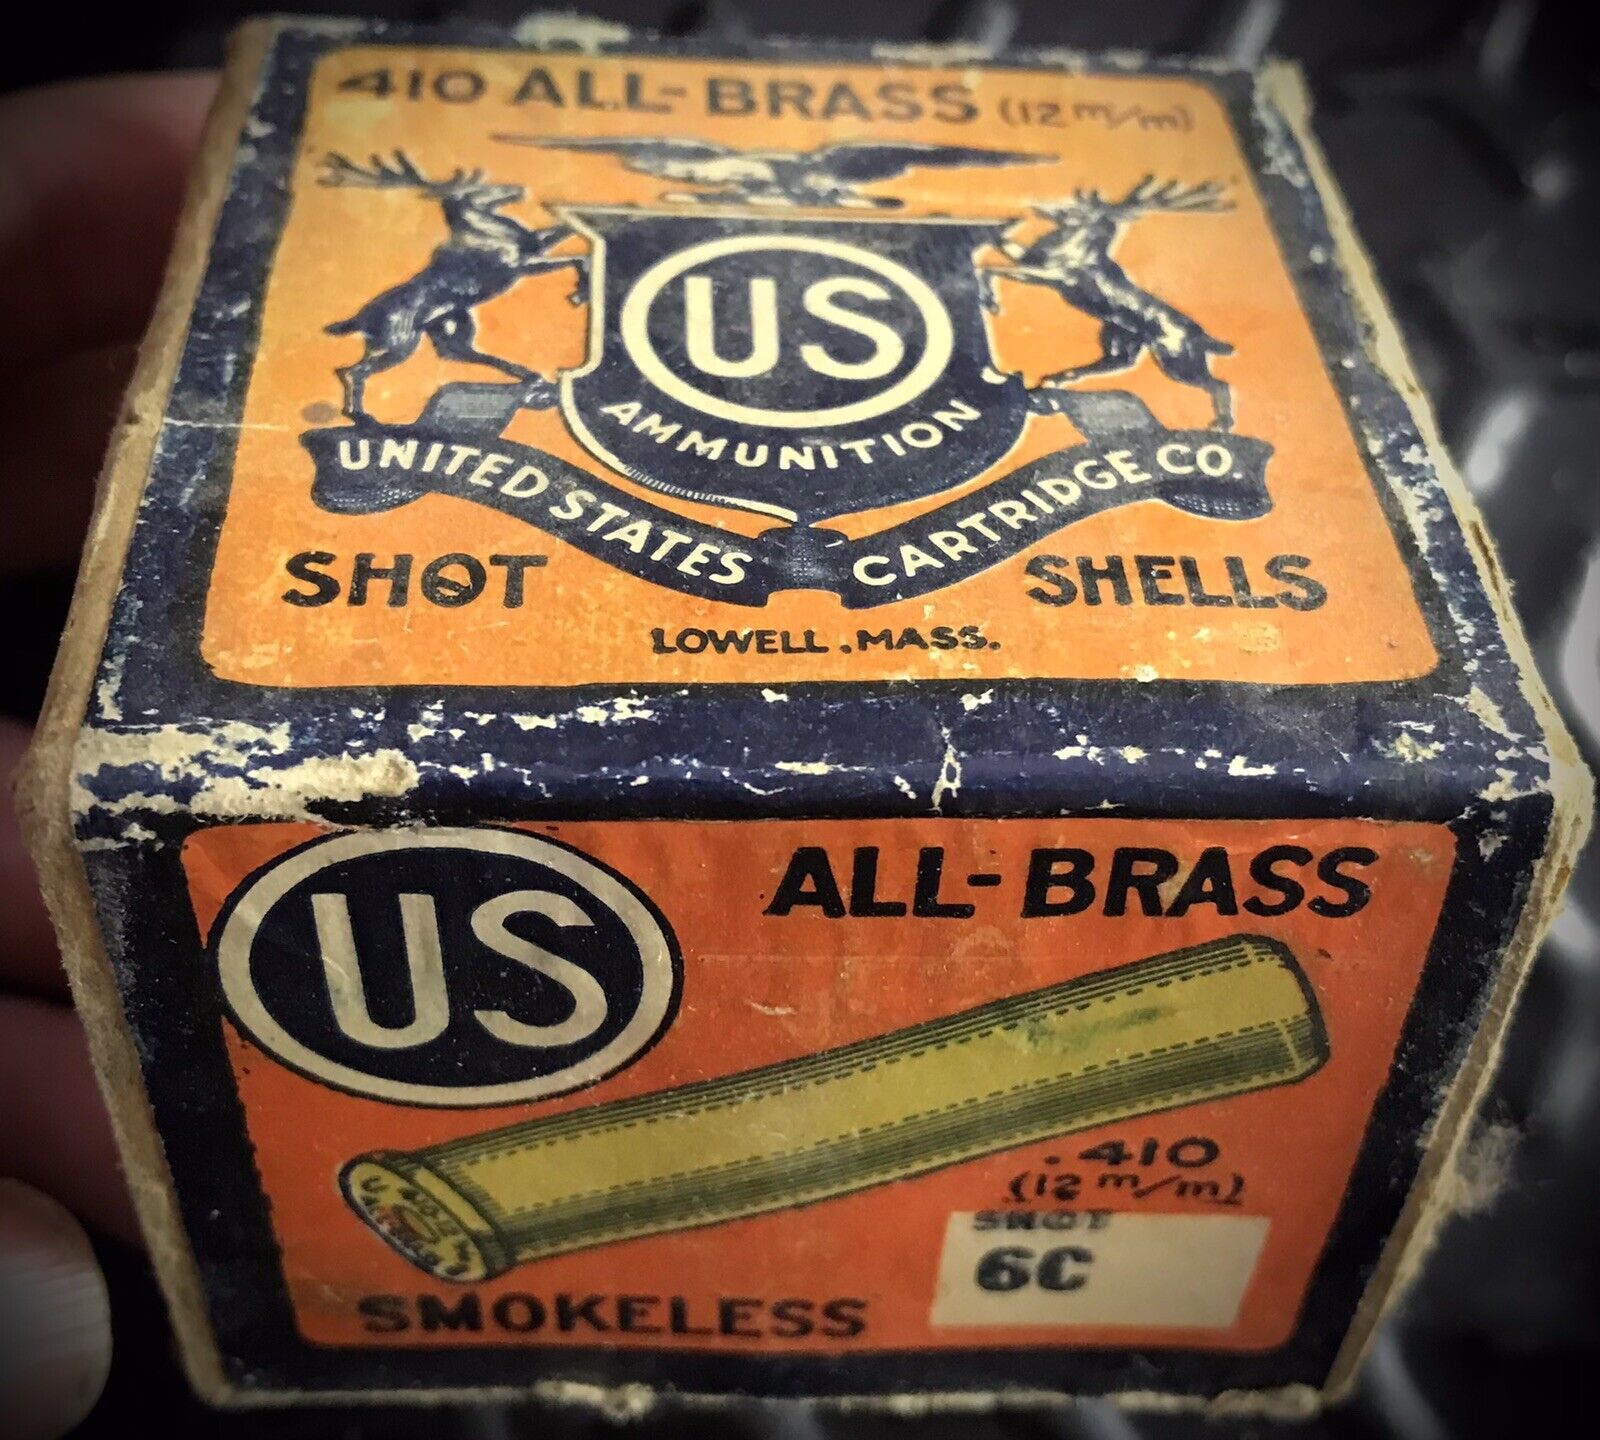 410 ALL-BRASS (12 m/m)
US
AMMUNITION
UNITED STATES CARTRIDGE CO.
SHOT SHELLS
LOWELL, MASS.
US
ALL-BRASS
.410
(12 m/m)
SHOT
6C
SMOKELESS